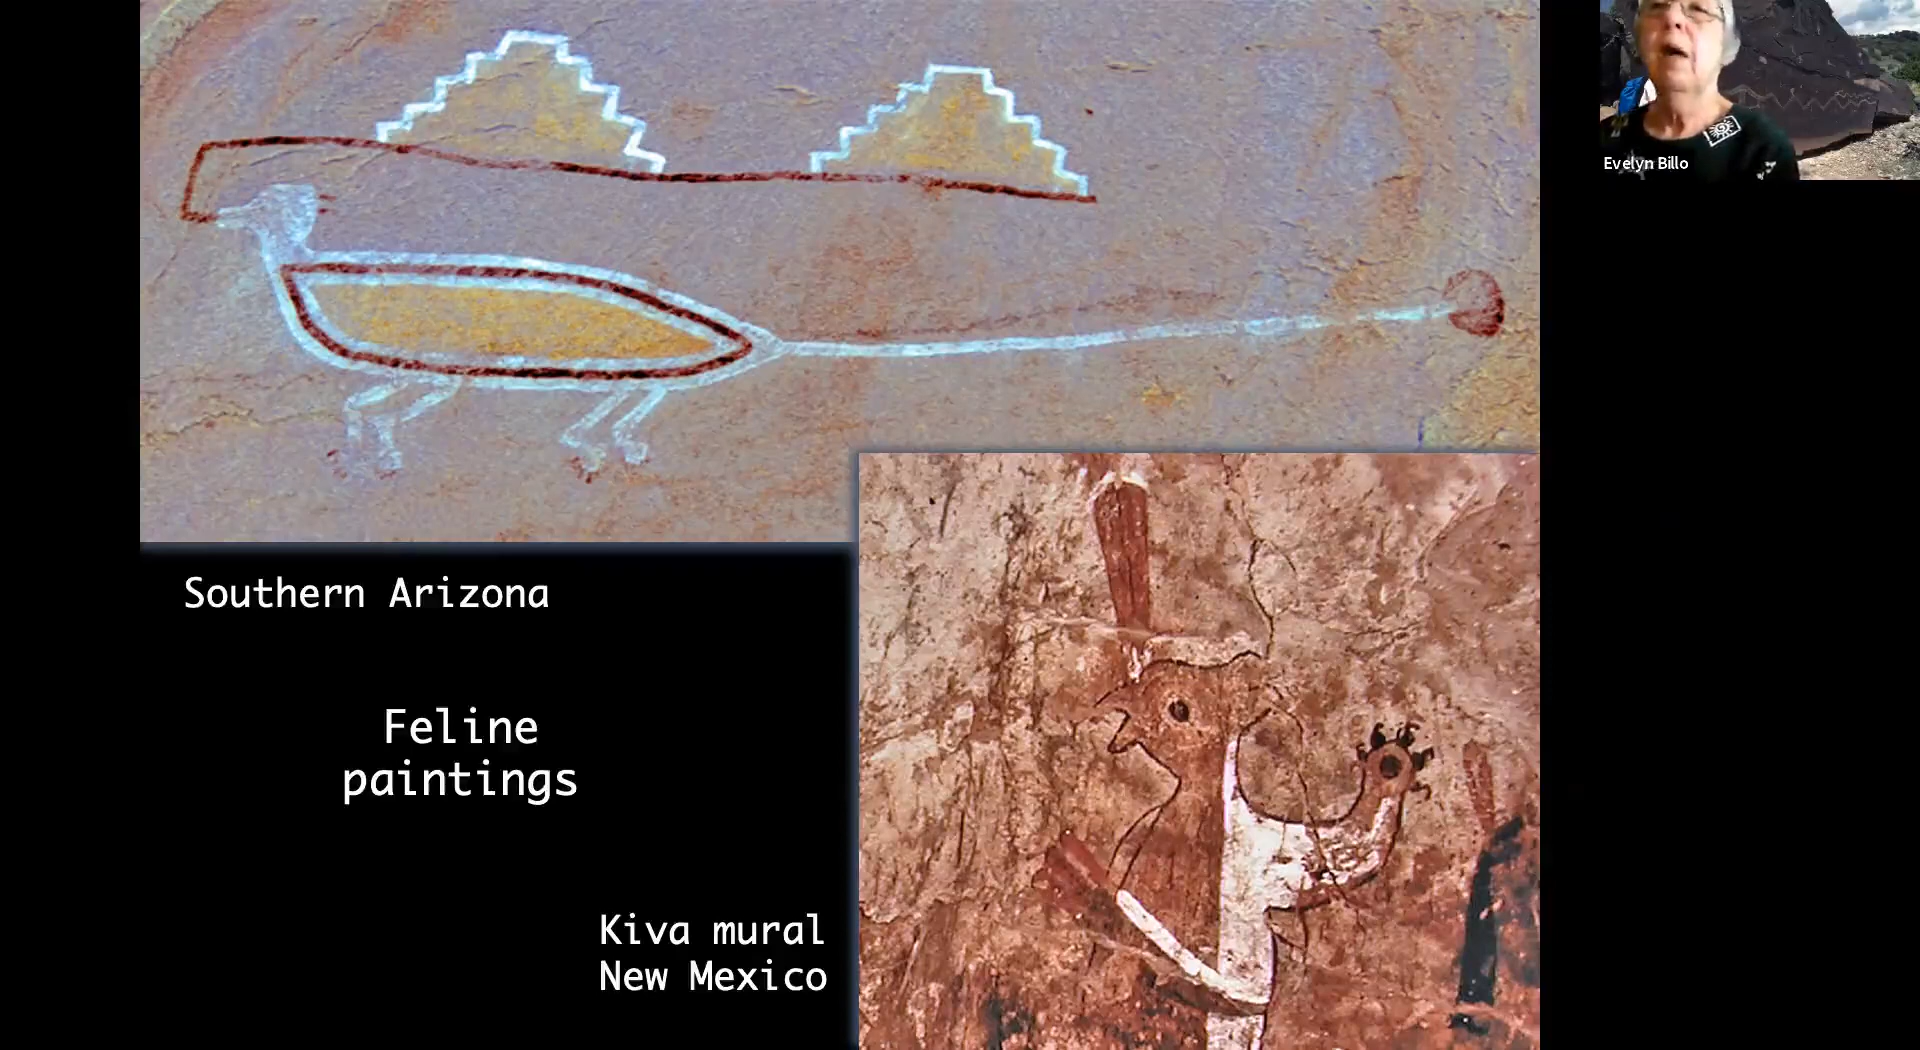 Evelyn Billo
Southern Arizona
Feline
paintings
Kiva mural
New Mexico